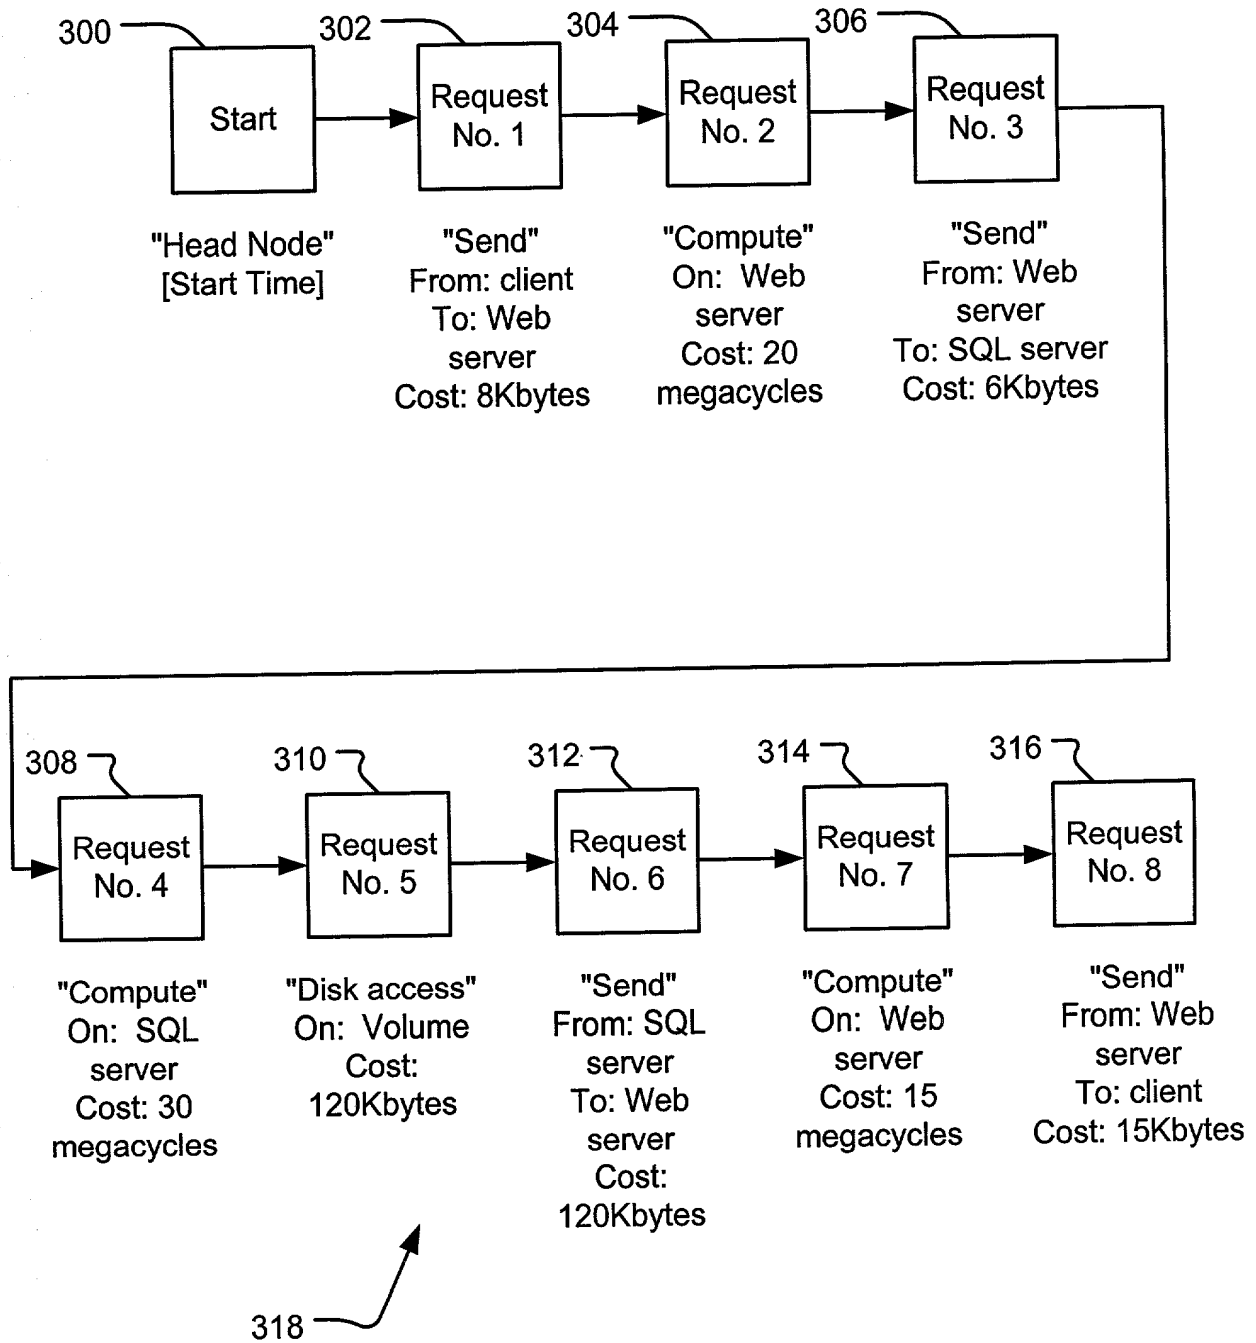 300
302
304
306
Start
Request
No. 1
Request
No. 2
Request
No. 3
"Head Node"
[Start Time]
"Send"
From: client
To: Web
server
Cost: 8Kbytes
"Compute"
On: Web
server
Cost: 20
megacycles
"Send"
From: Web
server
To: SQL server
Cost: 6Kbytes
308
310
312
314
316
Request
No. 4
Request
No. 5
Request
No. 6
Request
No. 7
Request
No. 8
"Compute"
On: SQL
server
Cost: 30
megacycles
"Disk access"
On: Volume
Cost:
120Kbytes
"Send"
From: SQL
server
To: Web
server
Cost:
120Kbytes
"Compute"
On: Web
server
Cost: 15
megacycles
"Send"
From: Web
server
To: client
Cost: 15Kbytes
318